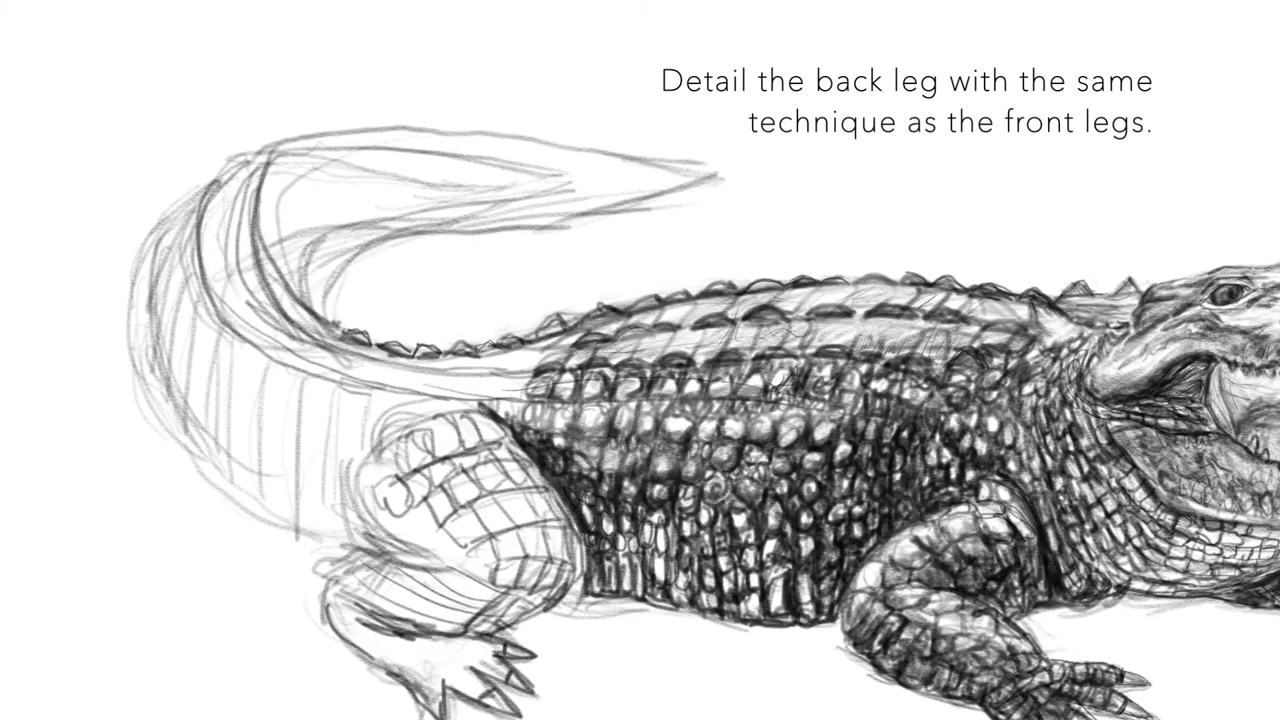 Detail the back leg with the same
technique as the front legs.